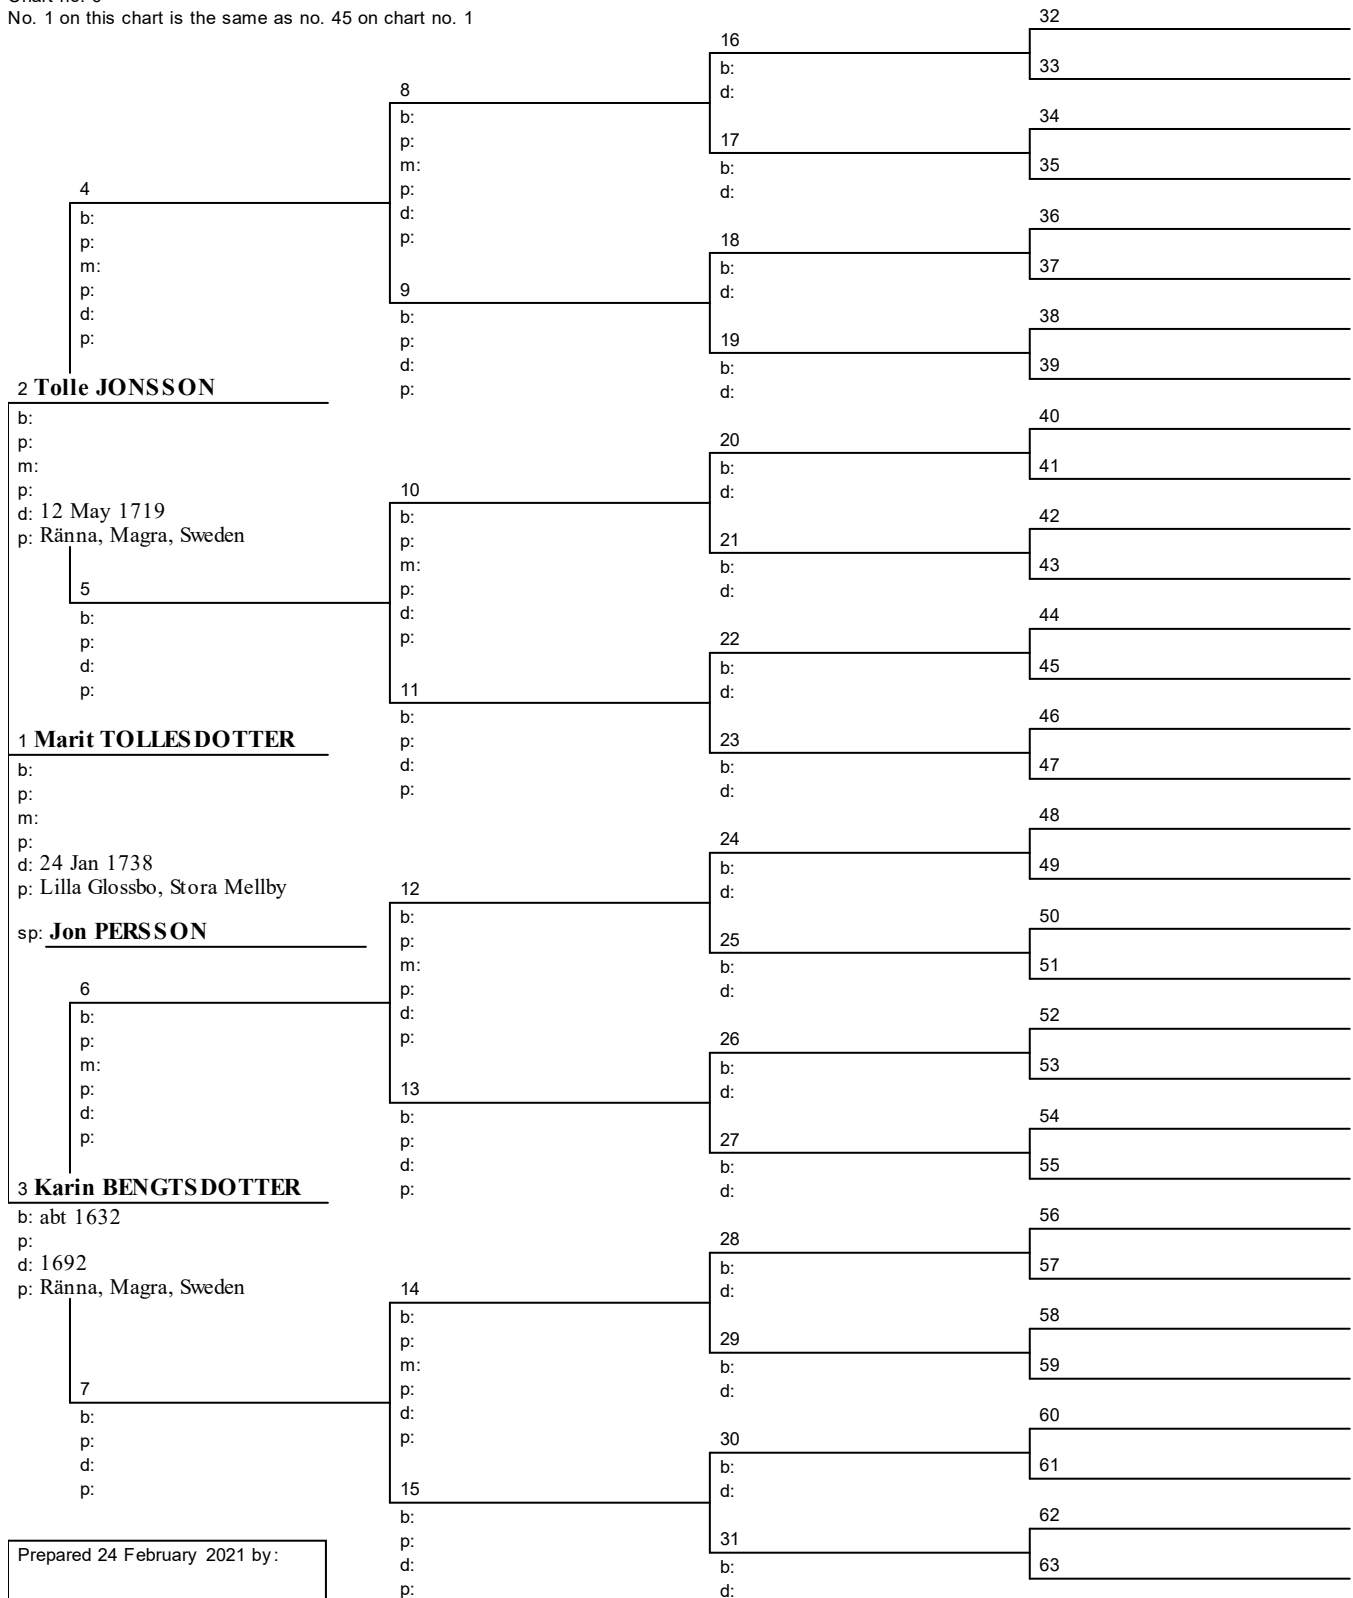 No. 1 on this chart is the same as no. 45 on chart no. 1
32
16
b:
33
d:
8
b:
34
p:
17
m:
b:
35
4
p:
d:
b:
d:
36
p:
p:
18
m:
b:
37
p:
9
d:
d:
b:
38
p:
p:
19
d:
b:
39
2 Tolle JONSSON
p:
d:
b:
40
p:
20
m:
b:
41
p:
10
d:
d: 12 May 1719
b:
42
p: Ränna, Magra, Sweden
p:
21
m:
b:
43
5
p:
d:
b:
d:
44
p:
p:
22
d:
b:
45
p:
11
d:
b:
46
1 Marit TOLLESDOTTER
p:
23
b:
d:
b:
47
p:
p:
d:
m:
48
p:
24
d: 24 Jan 1738
b:
49
p: Lilla Glossbo, Stora Mellby
12
d:
b:
50
sp: Jon PERSSON
p:
25
m:
b:
51
6
p:
d:
b:
d:
52
p:
p:
26
m:
b:
53
p:
13
d:
d:
b:
54
p:
p:
27
d:
b:
55
3 Karin BENGTSDOTTER
p:
d:
b: abt 1632
56
p:
28
d: 1692
b:
57
p: Ränna, Magra, Sweden
14
d:
b:
58
p:
29
m:
b:
59
7
p:
d:
b:
d:
60
p:
p:
30
d:
b:
61
p:
15
d:
b:
62
Prepared 24 February 2021 by:
p:
31
d:
b:
63
p:
d: